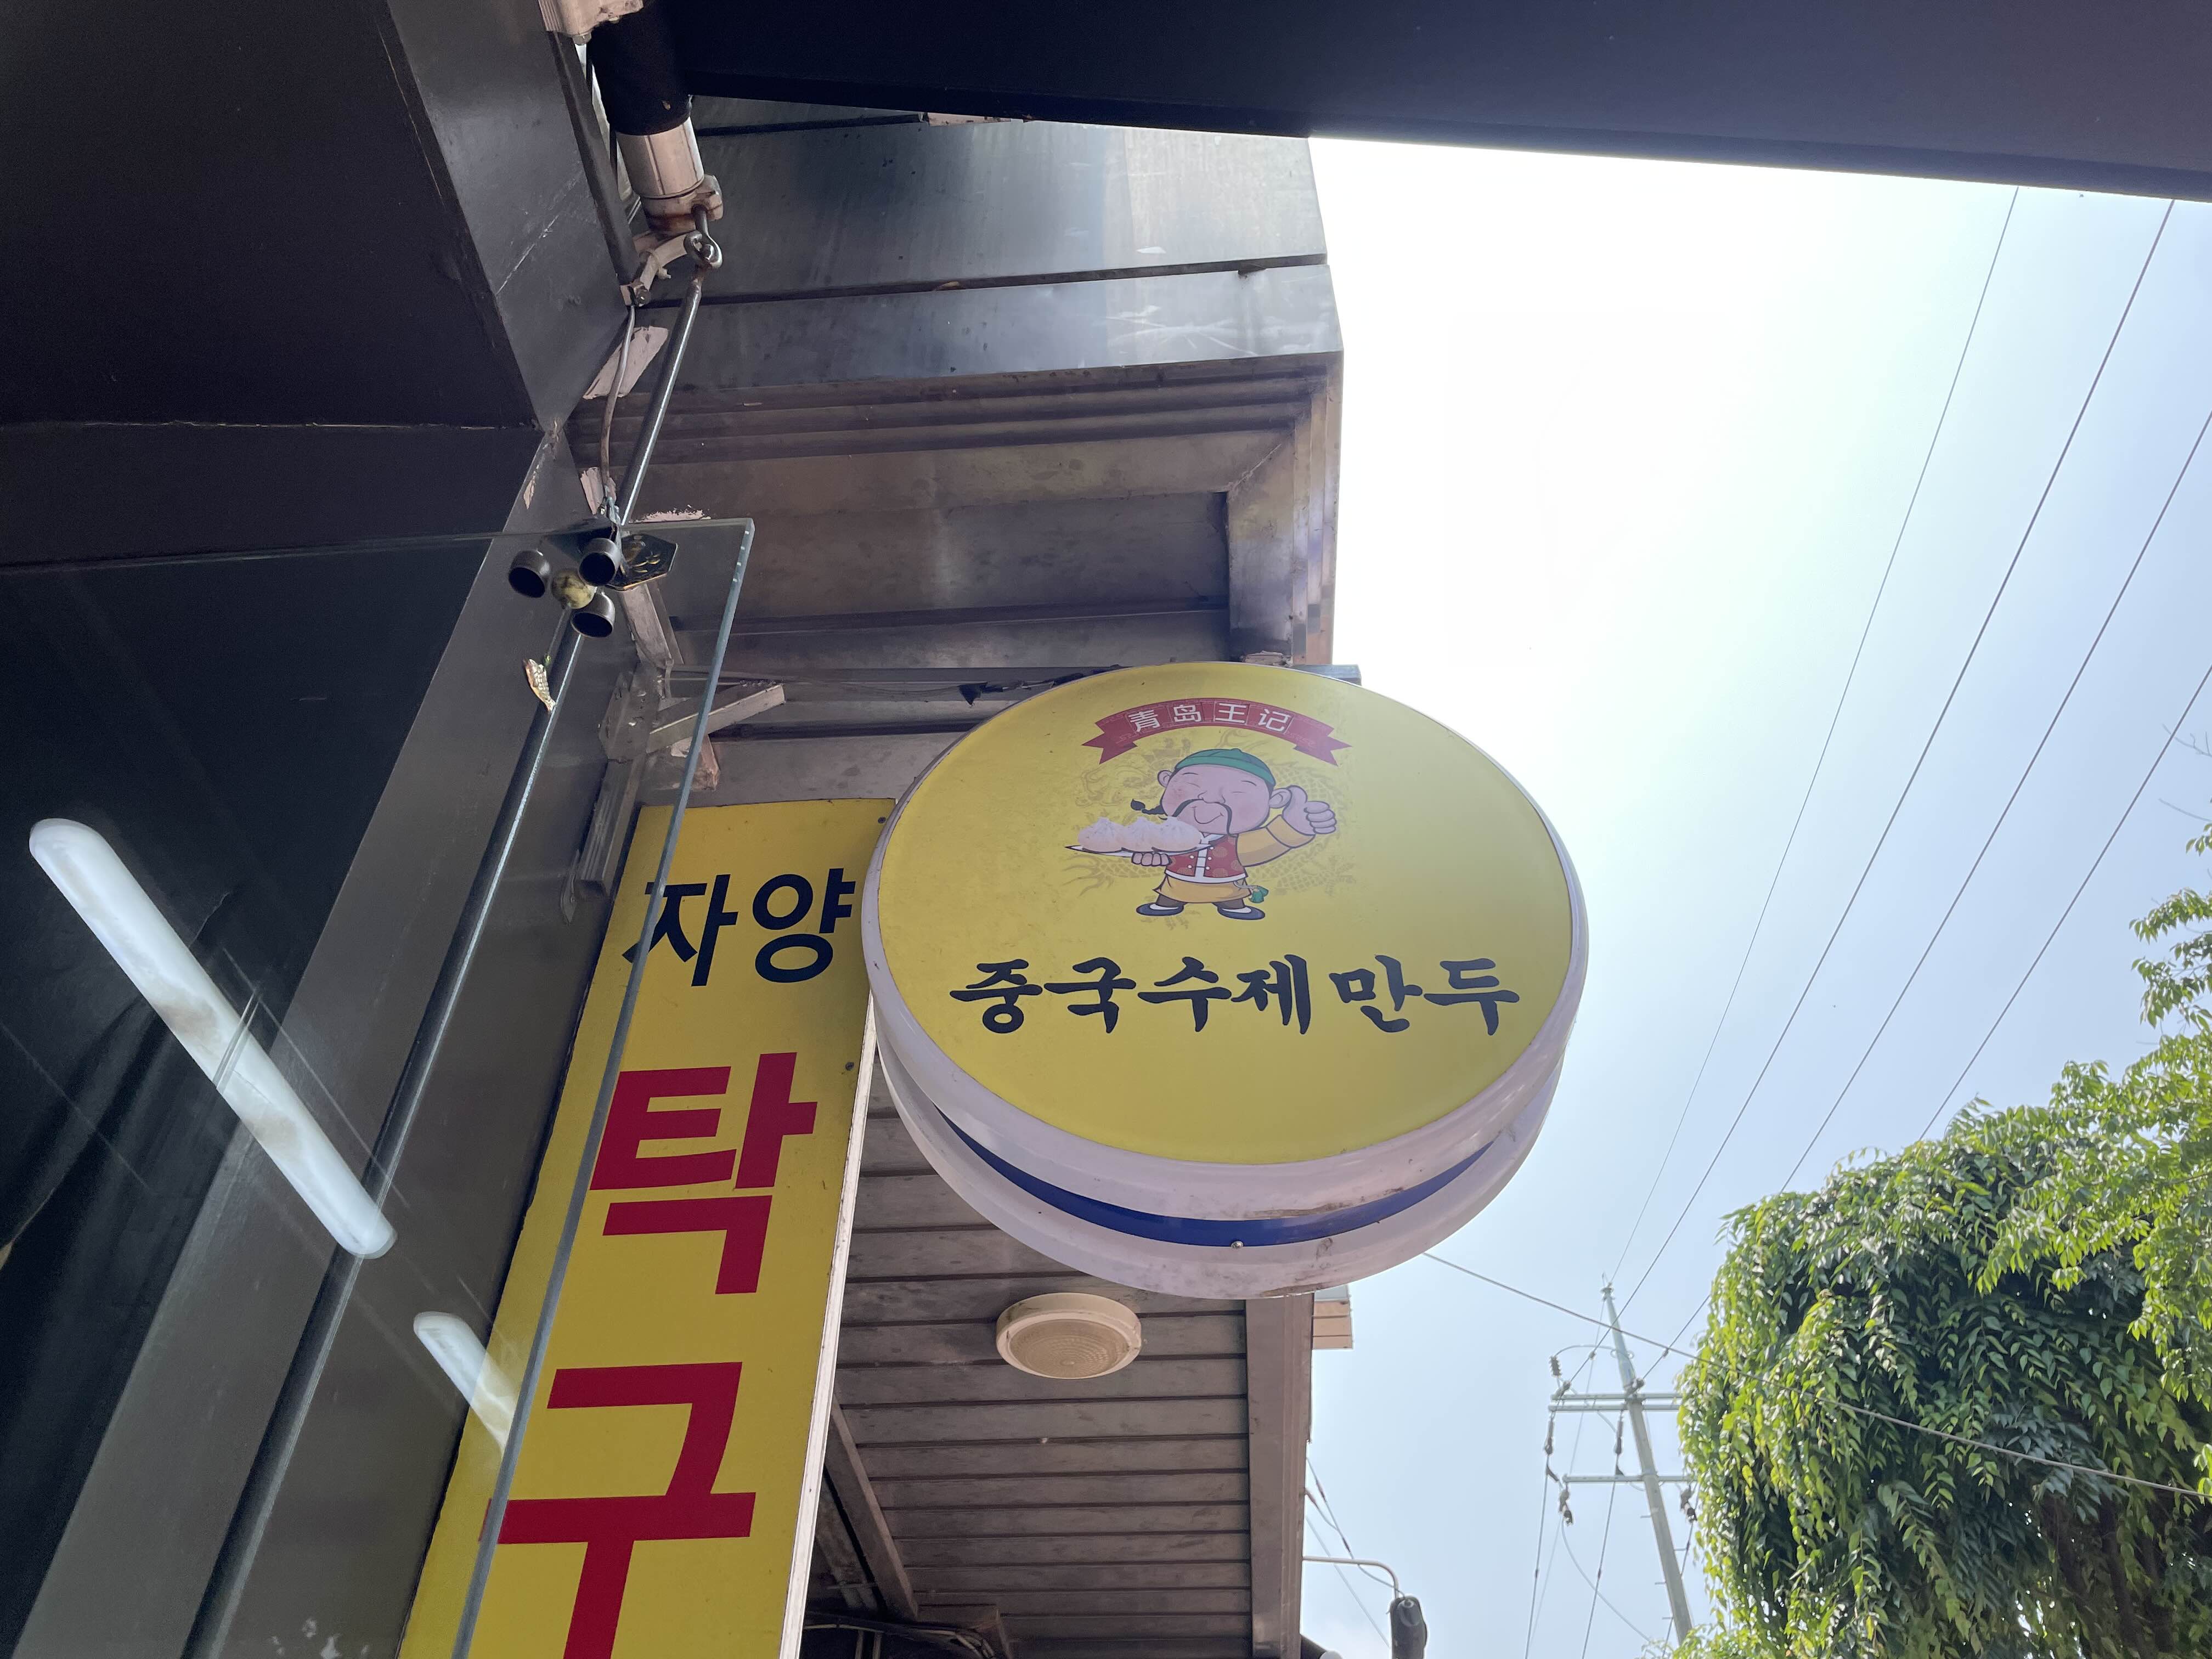 青岛王记
중국수제 만두
자양
탁구